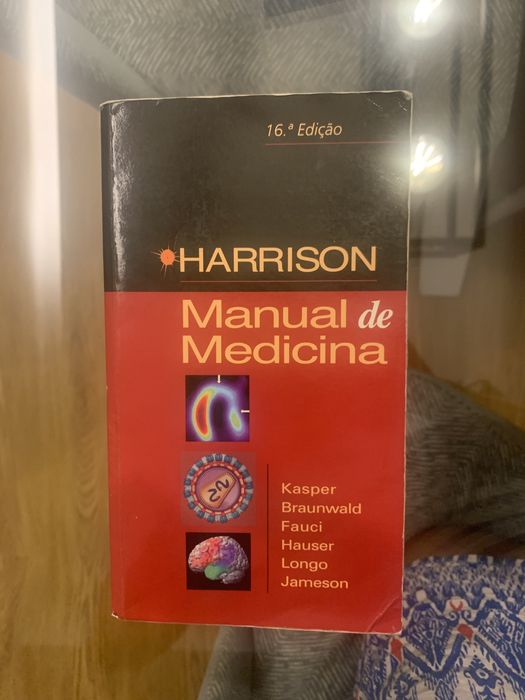 16.ª Edição
HARRISON
Manual de
Medicina
Kasper
Braunwald
Fauci
Hauser
Longo
Jameson